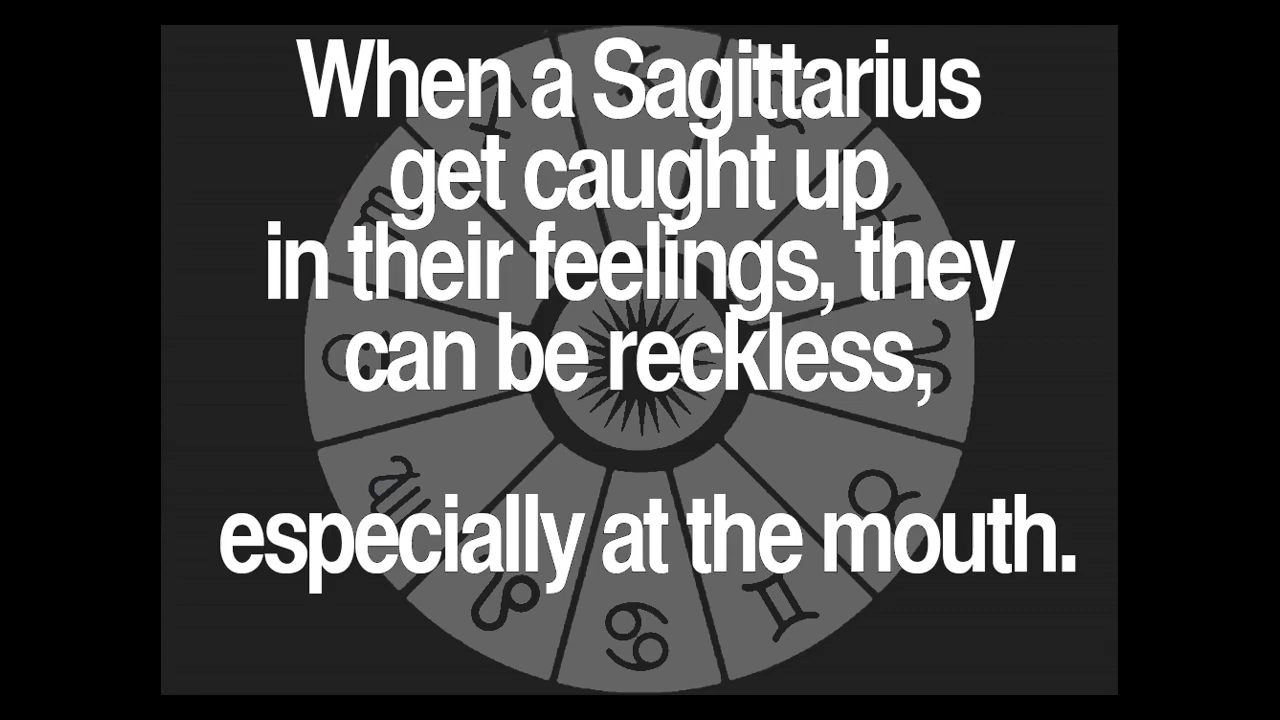 When a Sagittarius
get caught up
in their feelings, they
can be reckless,
especially at the mouth.